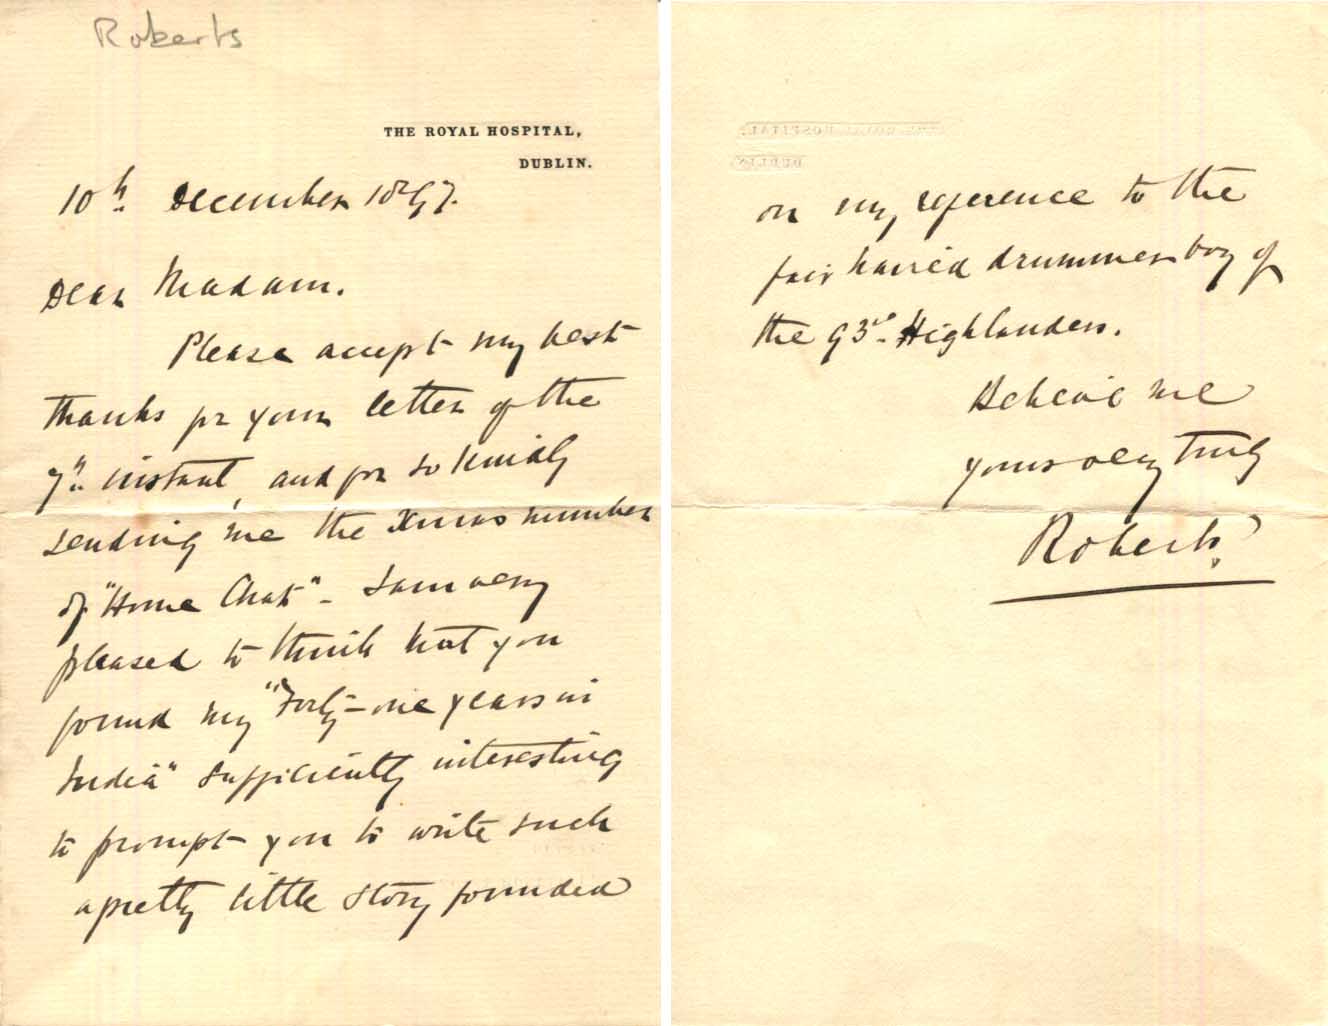 Roberts
THE ROYAL HOSPITAL,
DUBLIN.
10th December 1897.
Dear Madam.
Please accept my best
thanks for your letter of the
7th instant, and for so kindly
sending me the Xmas number
of "Home Chat" - I am very
pleased to think that you
found my "Forty-one years in
India" sufficiently interesting
to prompt you to write such
a pretty little story founded
THE ROYAL HOSPITAL,
DUBLIN.
on my reference to the
fair haired drummer boy of
the 93rd Highlanders.
Believe me
yours very truly
Roberts